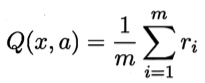 Q(x, a) = \frac{1}{m} \sum_{i=1}^{m} r_i